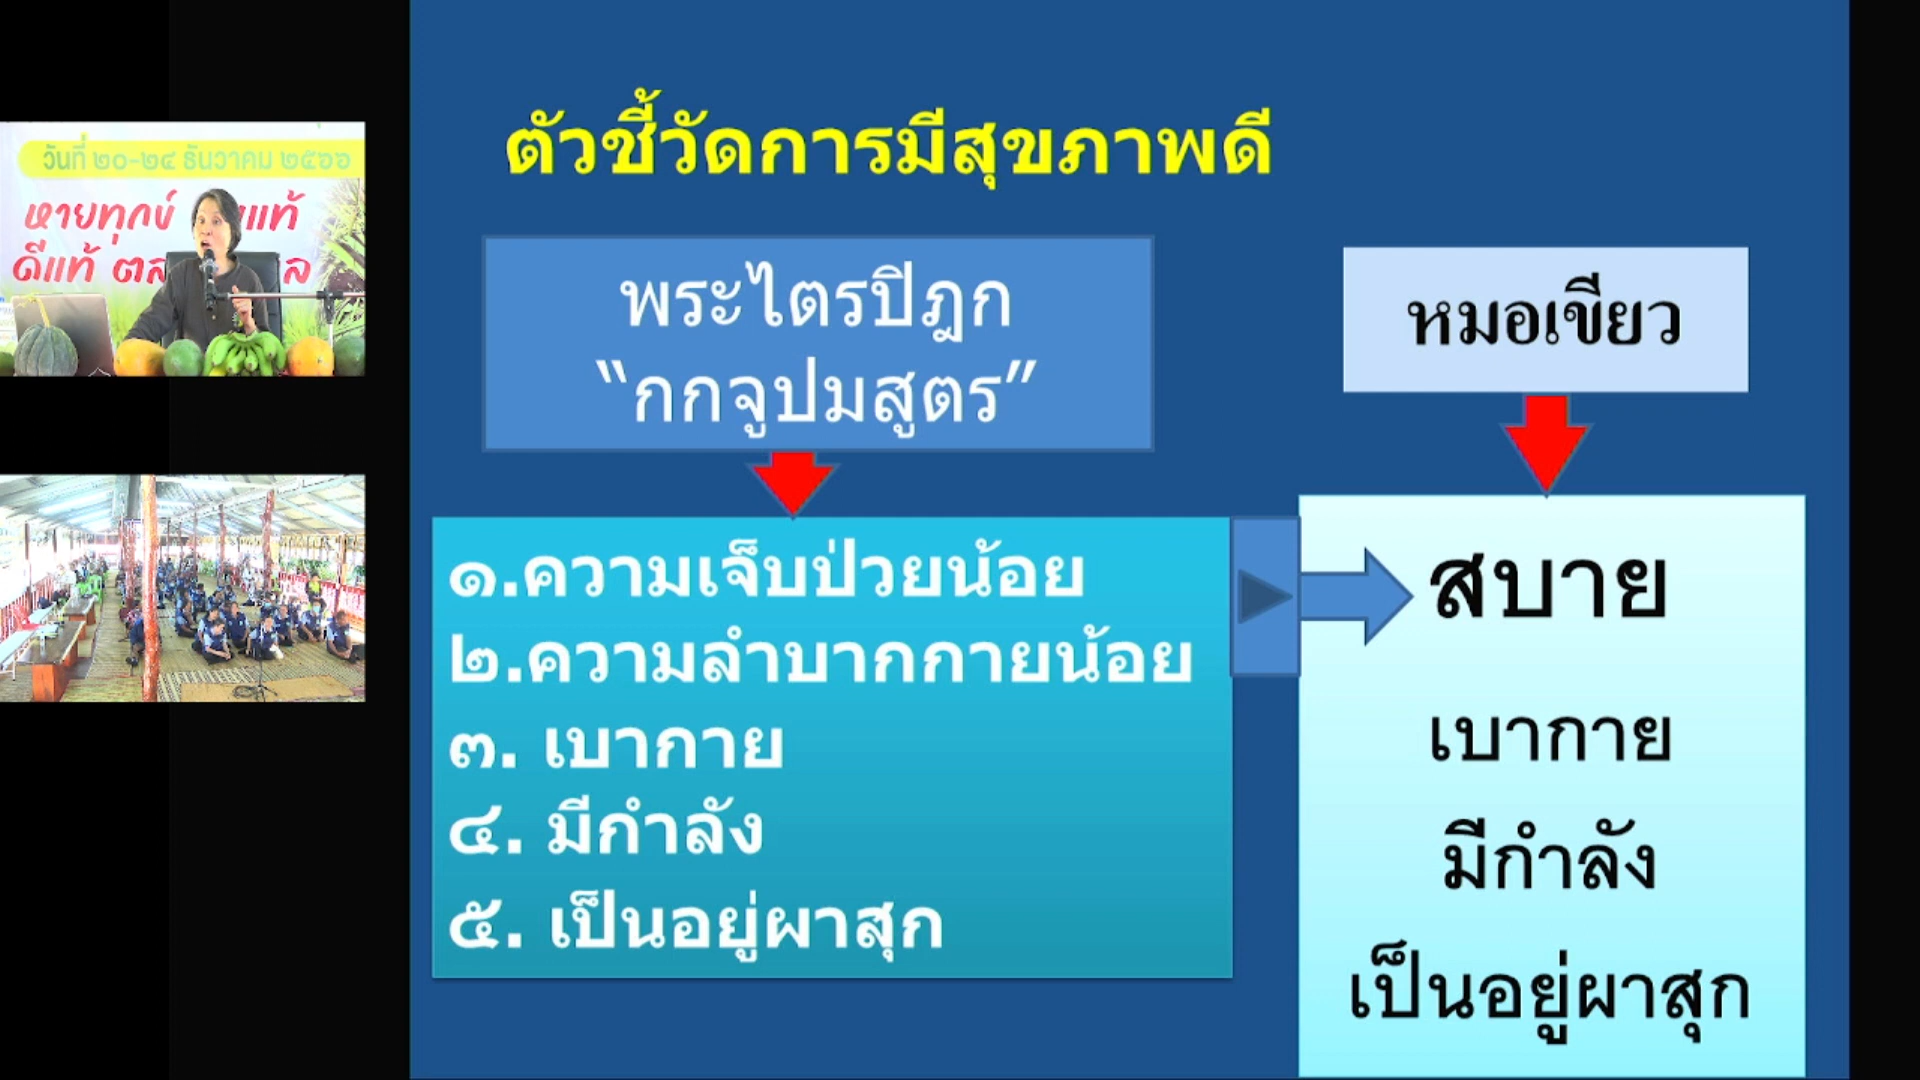 วันที่ ๒๐-๒๔ ธันวาคม ๒๕๖๖
หายทุกข์ แท้
ดีแท้ ตล ล
ตัวชี้วัดการมีสุขภาพดี
พระไตรปิฎก
“กกจูปมสูตร”
๑.ความเจ็บป่วยน้อย
๒.ความลำบากกายน้อย
๓. เบากาย
๔. มีกำลัง
๕. เป็นอยู่ผาสุก
หมอเขียว
สบาย
เบากาย
มีกำลัง
เป็นอยู่ผาสุก